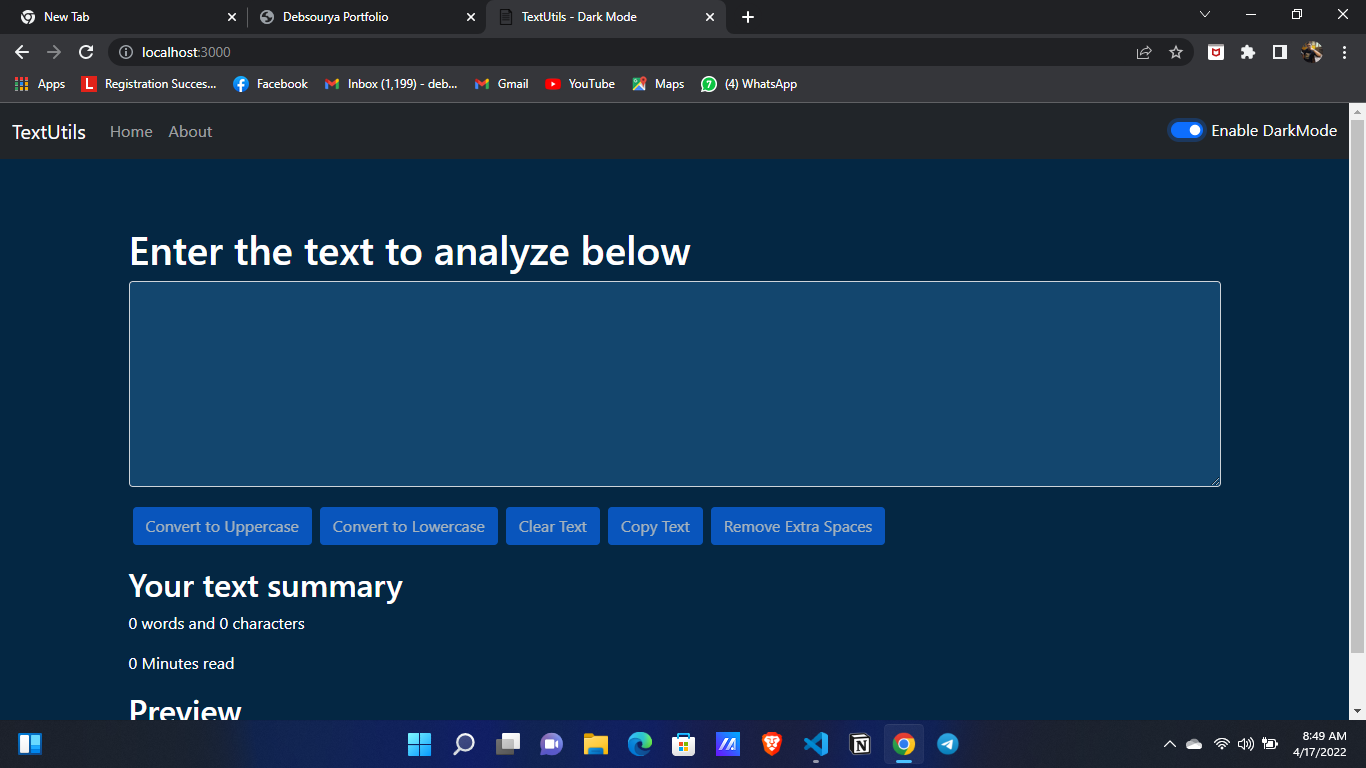 New Tab
Debsourya Portfolio
TextUtils - Dark Mode
localhost:3000
Apps
L Registration Succes...
Facebook
Inbox (1,199) - deb...
Gmail
YouTube
Maps
7 (4) WhatsApp
TextUtils Home About Enable DarkMode
Enter the text to analyze below
Convert to Uppercase Convert to Lowercase Clear Text Copy Text Remove Extra Spaces
Your text summary
0 words and 0 characters
0 Minutes read
Preview
8:49 AM
4/17/2022